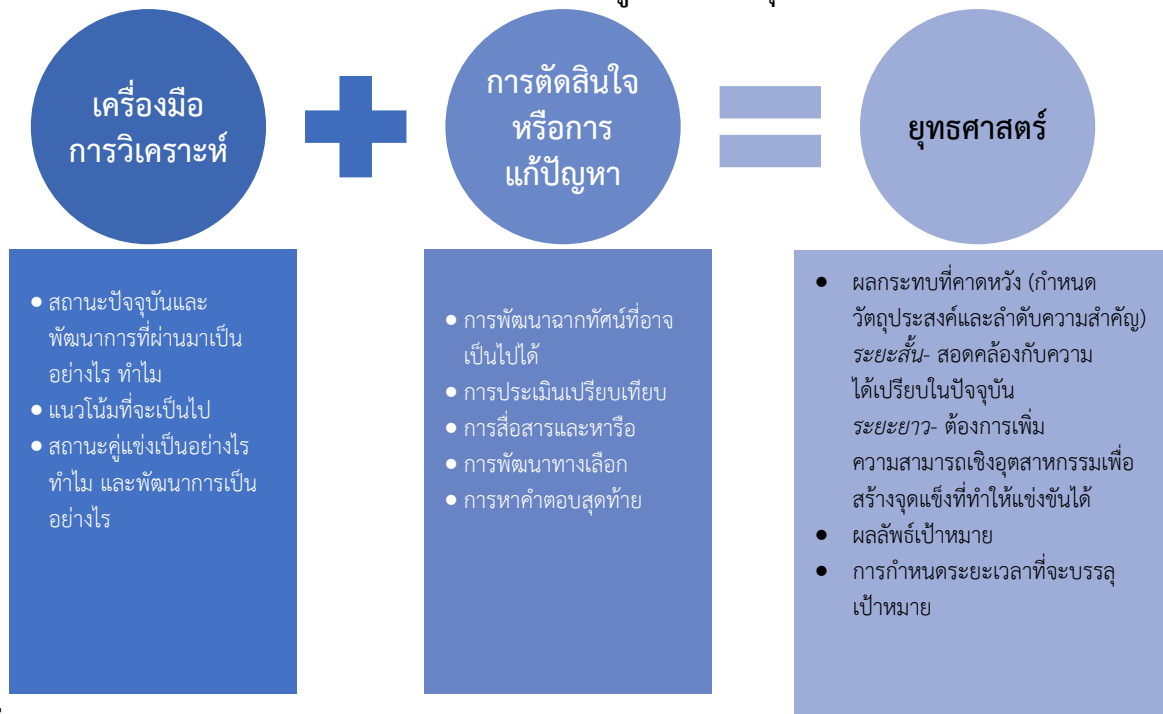 เครื่องมือ
การวิเคราะห์
การตัดสินใจ
หรือการ
แก้ปัญหา
ยุทธศาสตร์
● สถานะปัจจุบันและ
พัฒนาการที่ผ่านมาเป็น
อย่างไร ทำไม
● แนวโน้มที่จะเป็นไป
● สถานะคู่แข่งเป็นอย่างไร
ทำไม และพัฒนาการเป็น
อย่างไร
● การพัฒนาฉากทัศน์ที่อาจ
เป็นไปได้
● การประเมินเปรียบเทียบ
● การสื่อสารและหารือ
● การพัฒนาทางเลือก
● การหาคำตอบสุดท้าย
● ผลกระทบที่คาดหวัง (กำหนด
วัตถุประสงค์และลำดับความสำคัญ)
ระยะสั้น- สอดคล้องกับความ
ได้เปรียบในปัจจุบัน
ระยะยาว- ต้องการเพิ่ม
ความสามารถเชิงอุตสาหกรรมเพื่อ
สร้างจุดแข็งที่ทำให้แข่งขันได้
● ผลลัพธ์เป้าหมาย
● การกำหนดระยะเวลาที่จะบรรลุ
เป้าหมาย